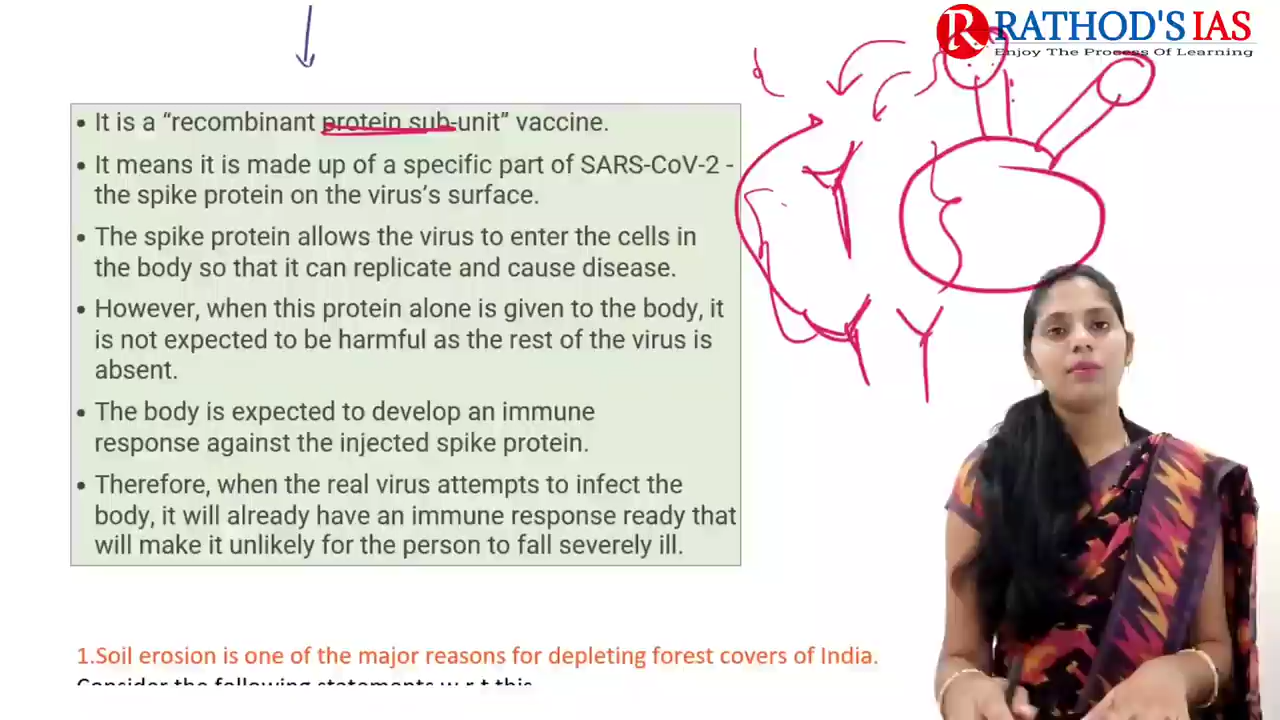 RATHOD'S IAS
Enjoy The Process Of Learning
• It is a “recombinant protein sub-unit” vaccine.
• It means it is made up of a specific part of SARS-CoV-2 -
the spike protein on the virus’s surface.
• The spike protein allows the virus to enter the cells in
the body so that it can replicate and cause disease.
• However, when this protein alone is given to the body, it
is not expected to be harmful as the rest of the virus is
absent.
• The body is expected to develop an immune
response against the injected spike protein.
• Therefore, when the real virus attempts to infect the
body, it will already have an immune response ready that
will make it unlikely for the person to fall severely ill.
1.Soil erosion is one of the major reasons for depleting forest covers of India.
Consider the following statements w.r.t this